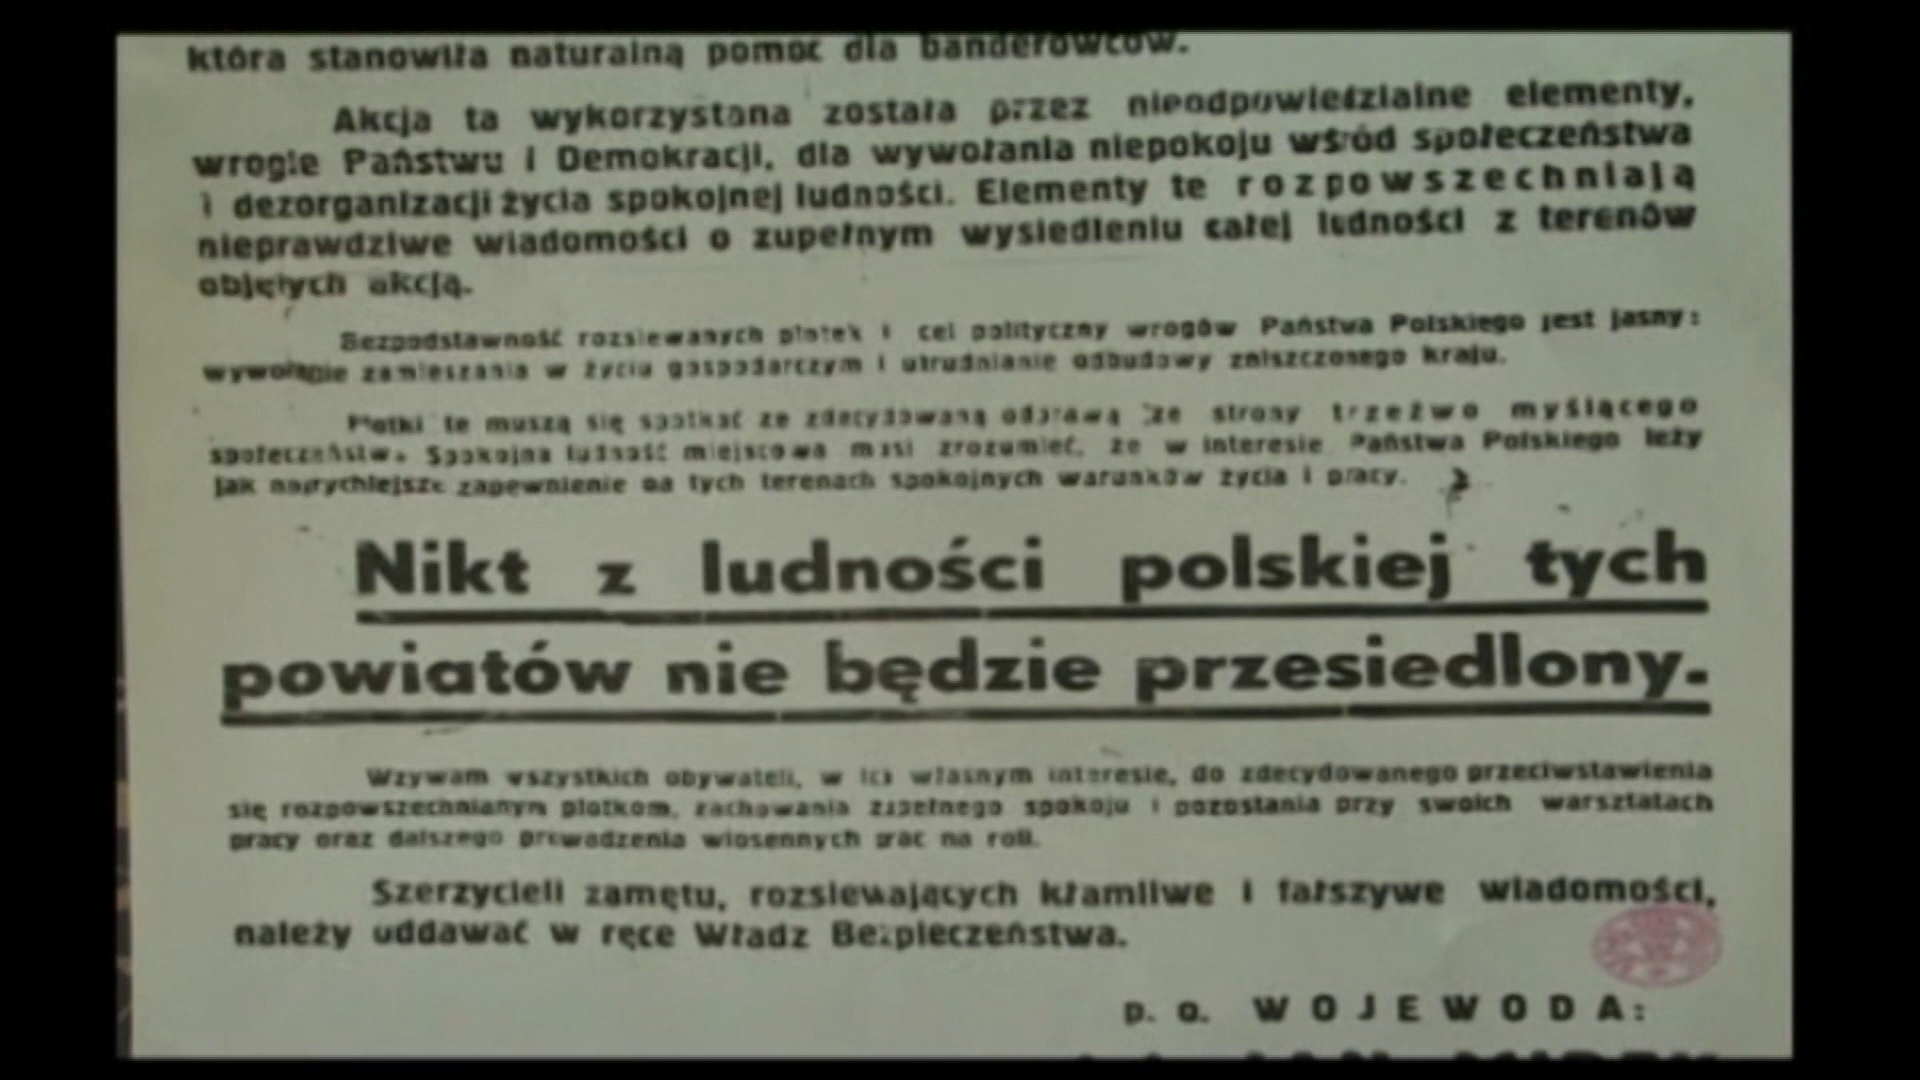 która stanowiła naturalną pomoc dla banderowców.
Akcja ta wykorzystana została przez nieodpowiedzialne elementy,
wrogie Państwu i Demokracji, dla wywołania niepokoju wśród społeczeństwa
i dezorganizacji życia spokojnej ludności. Elementy te rozpowszechniają
nieprawdziwe wiadomości o zupełnym wysiedleniu całej ludności z terenów
objętych akcją.
Bezpodstawność rozsiewanych plotek i cel polityczny wrogów Państwa Polskiego jest jasny:
wywołanie zamieszania w życiu gospodarczym i utrudnianie odbudowy zniszczonego kraju.
Plotki te muszą się spotkać ze zdecydowaną odprawą ze strony trzeźwo myślącego
społeczeństwa Spokojna ludność miejscowa musi zrozumieć, że w interesie Państwa Polskiego leży
jak najrychlejsze zapewnienie na tych terenach spokojnych warunków życia i pracy.
Nikt z ludności polskiej tych
powiatów nie będzie przesiedlony.
Wzywam wszystkich obywateli, w ich własnym interesie, do zdecydowanego przeciwstawienia
się rozpowszechnianym plotkom, zachowania zupełnego spokoju i pozostania przy swoich warsztatach
pracy oraz dalszego prowadzenia wiosennych prac na roli.
Szerzycieli zamętu, rozsiewających kłamliwe i fałszywe wiadomości,
należy oddawać w ręce Władz Bezpieczeństwa.
p. o. WOJEWODA: